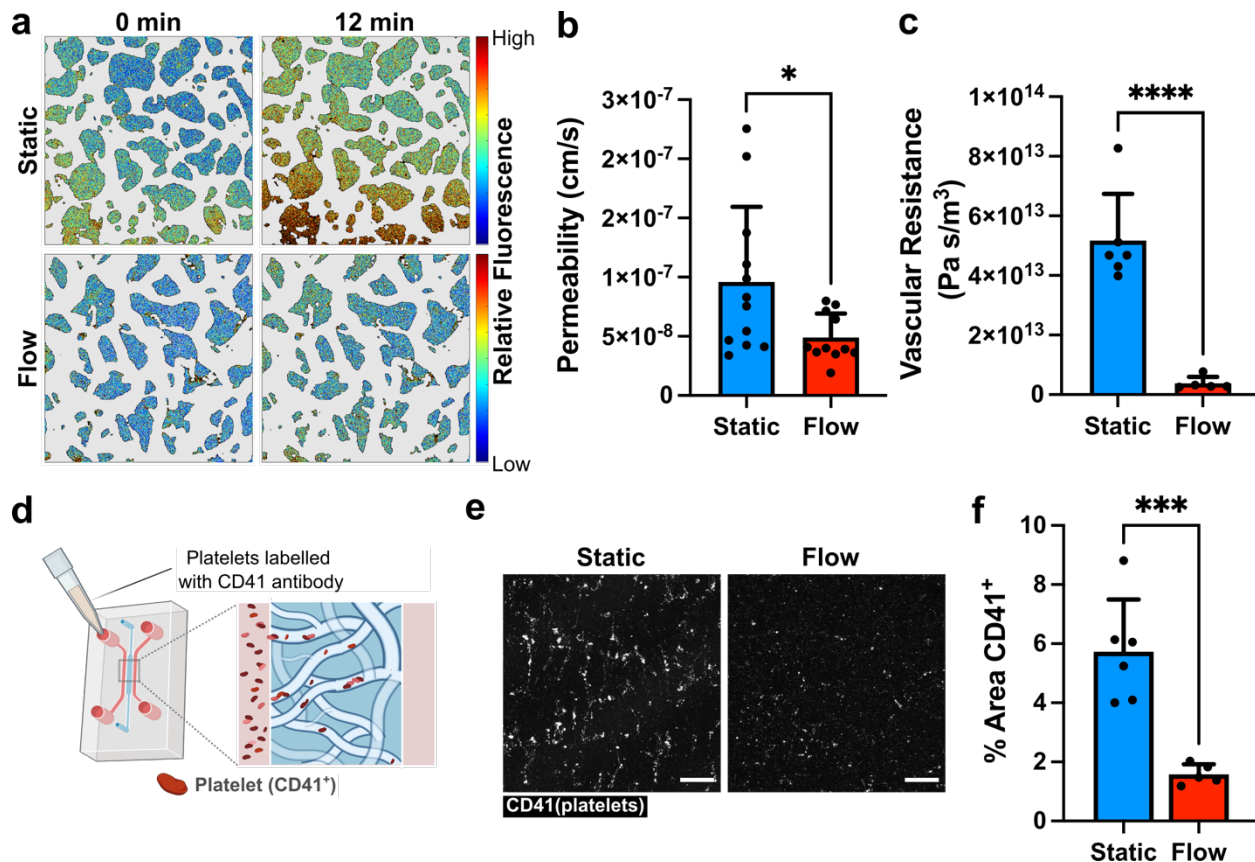 a
0 min
12 min
Static
Flow
High
Relative Fluorescence
Low
b
*
Permeability (cm/s)
3×10⁻⁷
2×10⁻⁷
2×10⁻⁷
1×10⁻⁷
5×10⁻⁸
0
Static
Flow
c
****
Vascular Resistance
(Pa s/m³)
1×10¹⁴
8×10¹³
6×10¹³
4×10¹³
2×10¹³
0
Static
Flow
d
Platelets labelled
with CD41 antibody
Platelet (CD41⁺)
e
Static
Flow
CD41(platelets)
f
***
% Area CD41⁺
10
8
6
4
2
0
Static
Flow